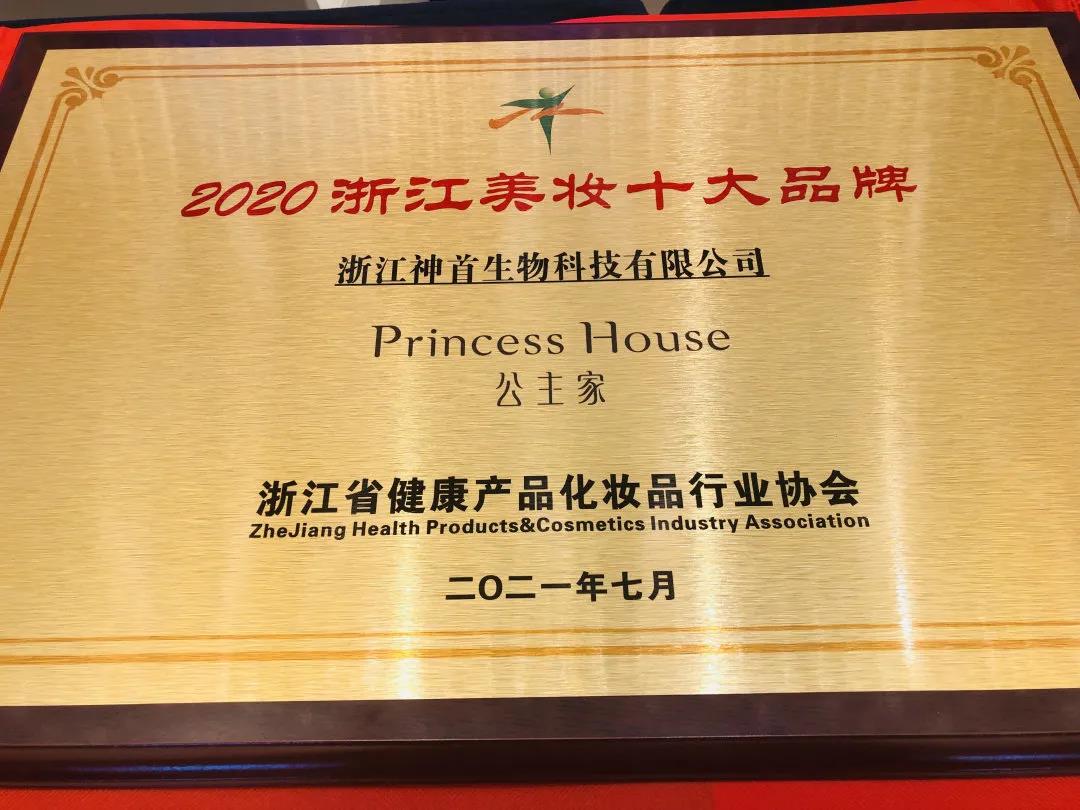 2020浙江美妆十大品牌
浙江神首生物科技有限公司
Princess House
公主家
浙江省健康产品化妆品行业协会
ZheJiang Health Products&Cosmetics Industry Association
二〇二一年七月